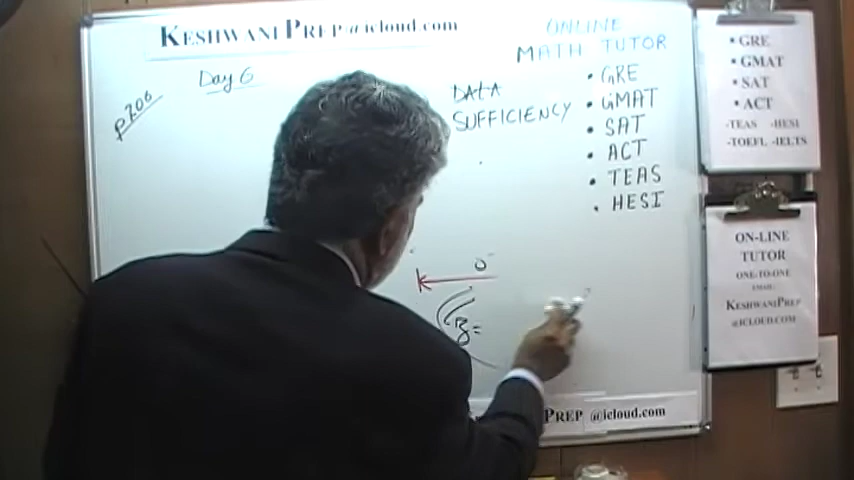 KESHWANI PREP@icloud.com
Day 6
p200
DATA
SUFFICIENCY
ONLINE
MATH TUTOR
• GRE
• GMAT
• SAT
• ACT
• TEAS
• HESI
0
B=
PREP @icloud.com
• GRE
• GMAT
• SAT
• ACT
-TEAS -HESI
-TOEFL -IELTS
ON-LINE
TUTOR
ONE-TO-ONE
EMAIL:
KESHWANIPREP
@ICLOUD.COM